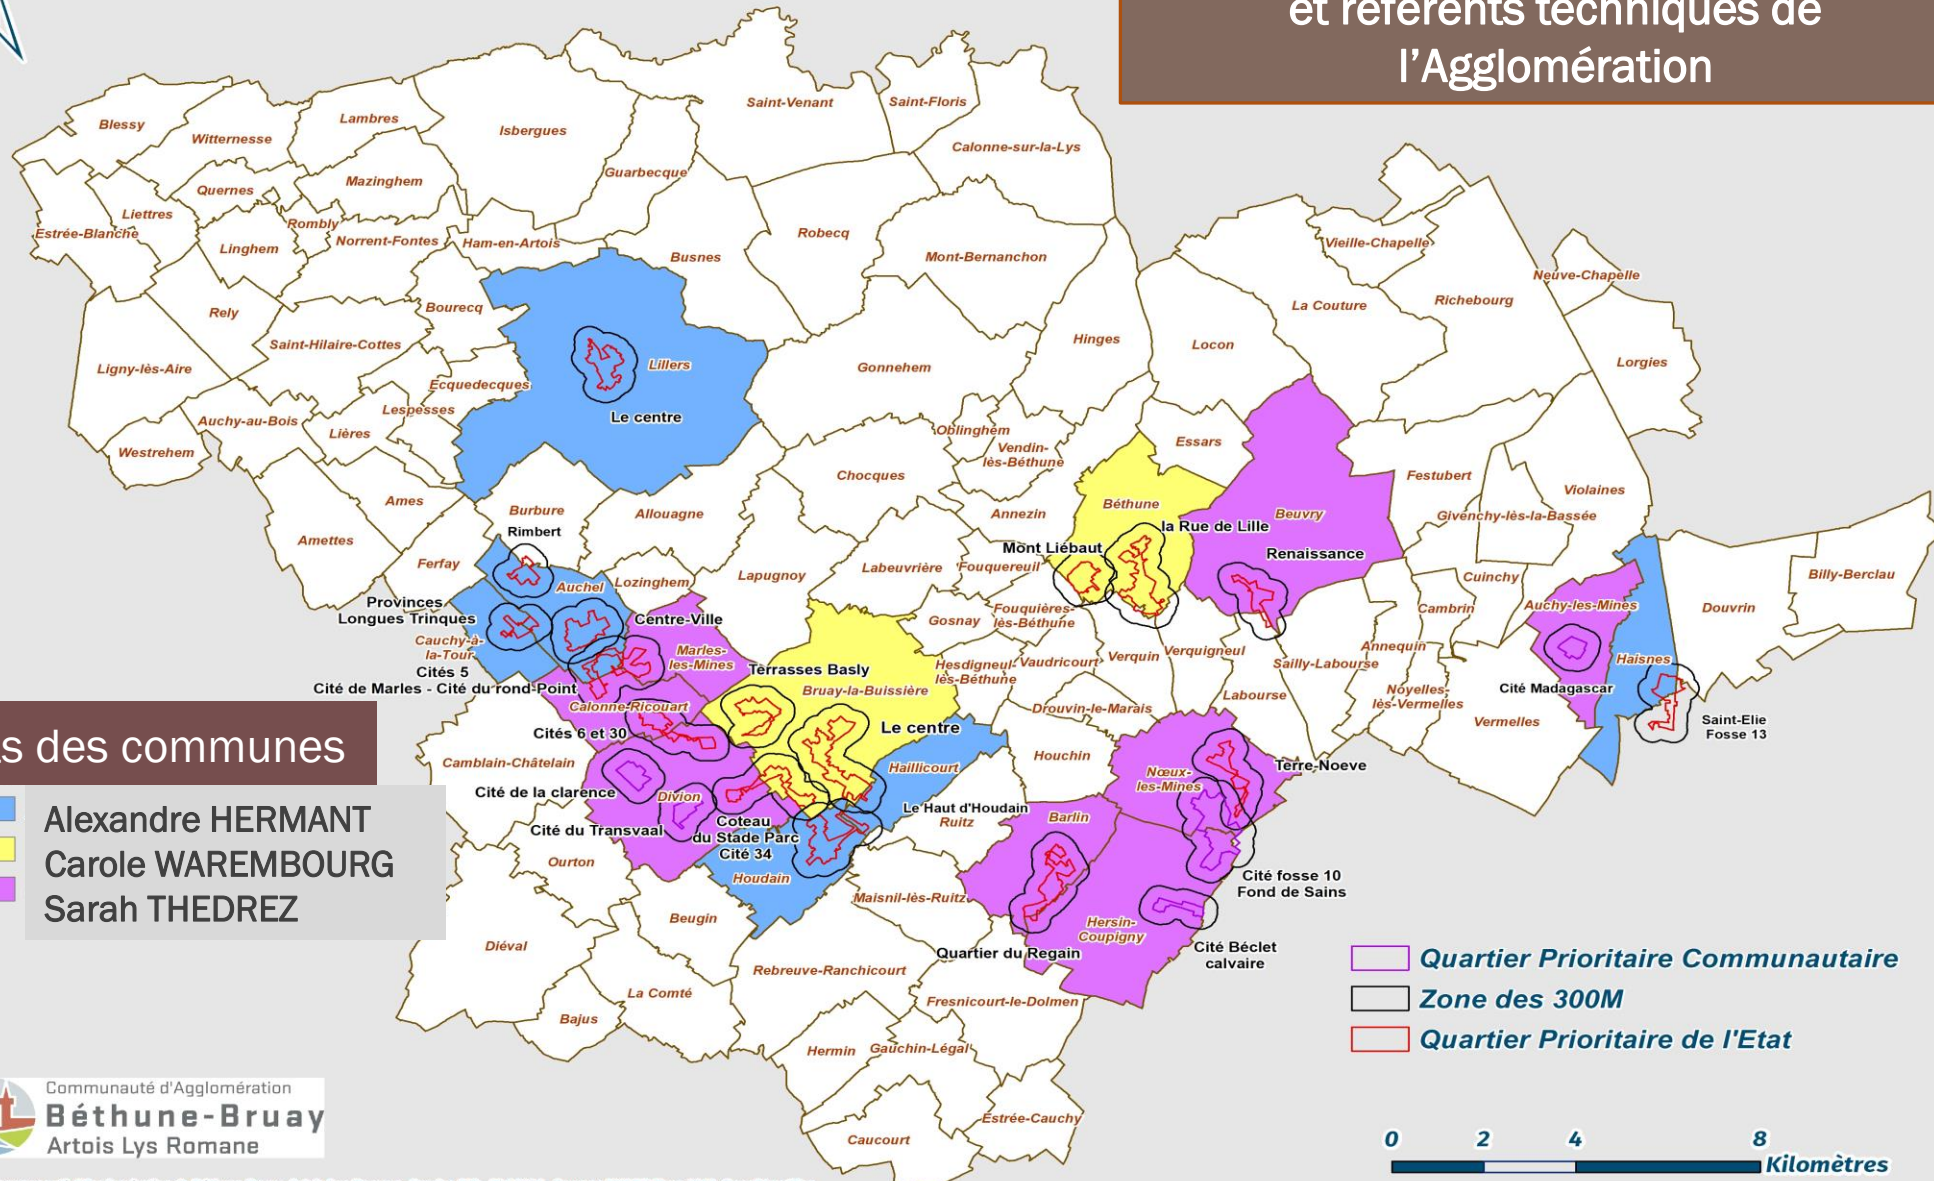 et référents techniques de
l'Agglomération
Saint-Venant
Saint-Floris
Blessy
Lambres
Isbergues
Witternesse
Calonne-sur-la-Lys
Guarbecque
Mazinghem
Quernes
Liettres
Rombly
Estrée-Blanche
Robecq
Norrent-Fontes
Ham-en-Artois
Vieille-Chapelle
Linghem
Busnes
Mont-Bernanchon
Neuve-Chapelle
Richebourg
La Couture
Bourecq
Rely
Hinges
Locon
Saint-Hilaire-Cottes
Lorgies
Lillers
Gonnehem
Ligny-lès-Aire
Ecquedecques
Lespesses
Le centre
Auchy-au-Bois
Oblinghem
Lières
Essars
Vendin-
lès-Béthune
Westrehem
Chocques
Festubert
Violaines
Ames
Béthune
Burbure
Allouagne
Annezin
Beuvry
Givenchy-lès-la-Bassée
la Rue de Lille
Rimbert
Amettes
Mont Liébaut
Renaissance
Ferfay
Labeuvrière
Fouquereuil
Lapugnoy
Billy-Berclau
Cuinchy
Lozinghem
Auchel
Provinces
Longues Trinques
Auchy-les-Mines
Cambrin
Douvrin
Fouquières-
lès-Béthune
Gosnay
Centre-Ville
Cauchy-à-
la-Tour
Annequin
Marles-
les-Mines
Verquigneul
Verquin
Vaudricourt
Haisnes
Sailly-Labourse
Hesdigneul-
lès-Béthune
Terrasses Basly
Cités 5
Cité de Marles - Cité du rond-Point
Bruay-la-Buissière
Cité Madagascar
Noyelles-
lès-Vermelles
Labourse
Calonne-Ricouart
Drouvin-le-Marais
Vermelles
Saint-Elie
Fosse 13
Le centre
Cités 6 et 30
s des communes
Houchin
Camblain-Châtelain
Haillicourt
Terre-Noeve
Nœux-
les-Mines
Cité de la clarence
Divion
Le Haut d'Houdain
Ruitz
Barlin
Coteau
du Stade Parc
Cité 34
Cité du Transvaal
Alexandre HERMANT
Carole WAREMBOURG
Sarah THEDREZ
Ourton
Houdain
Cité fosse 10
Fond de Sains
Maisnil-lès-Ruitz
Beugin
Hersin-
Coupigny
Diéval
Quartier du Regain
Cité Béclet
calvaire
Quartier Prioritaire Communautaire
Rebreuve-Ranchicourt
La Comté
Fresnicourt-le-Dolmen
Zone des 300M
Bajus
Quartier Prioritaire de l'Etat
Hermin
Gauchin-Légal
Communauté d'Agglomération
Béthune-Bruay
Artois Lys Romane
Estrée-Cauchy
Caucourt
0 2 4 8
Kilomètres